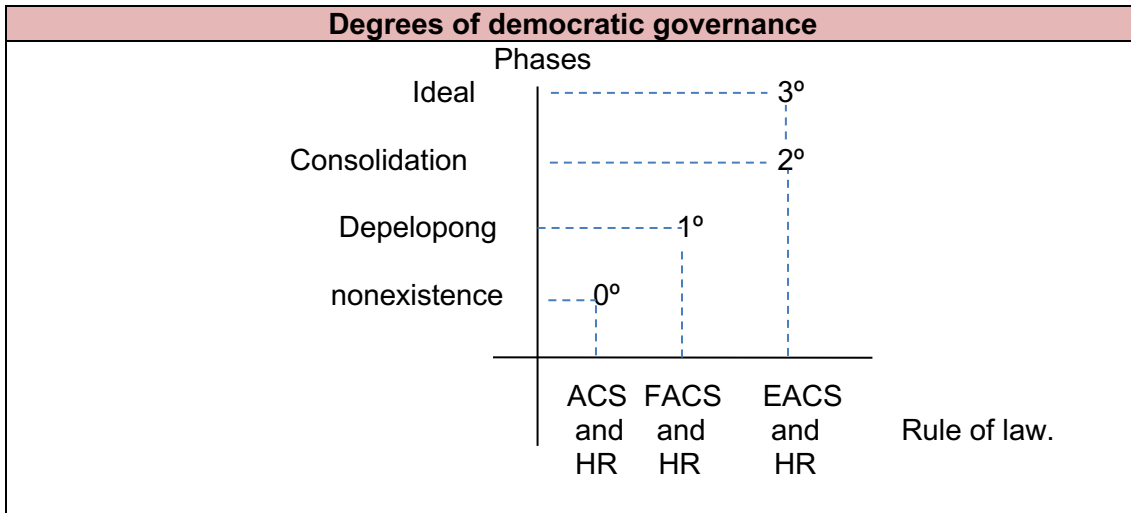 Degrees of democratic governance
Phases
Ideal 3º
Consolidation 2º
Depelopong 1º
nonexistence 0º
ACS FACS EACS
and and and Rule of law.
HR HR HR